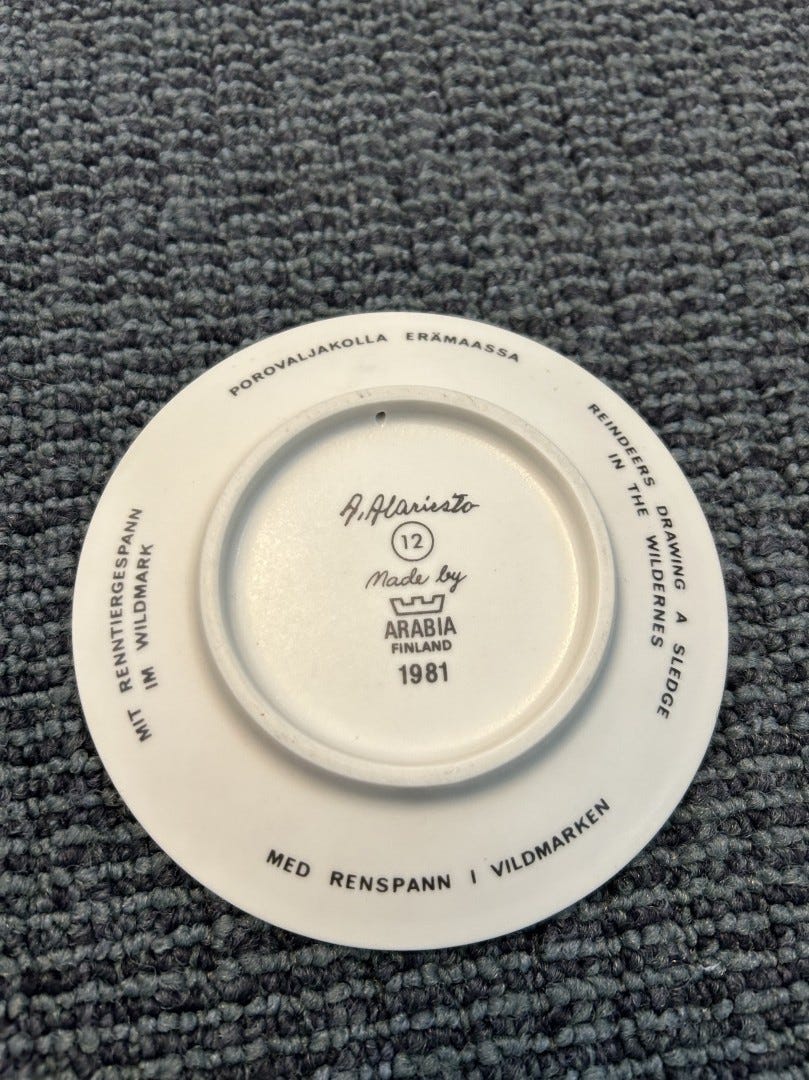 POROVALJAKOLLA ERÄMAASSA
REINDEERS DRAWING A SLEDGE
IN THE WILDERNES
MED RENSPANN I VILDMARKEN
MIT RENNTIERGESPANN
IM WILDMARK
A. Alariesto
12
Made by
ARABIA
FINLAND
1981